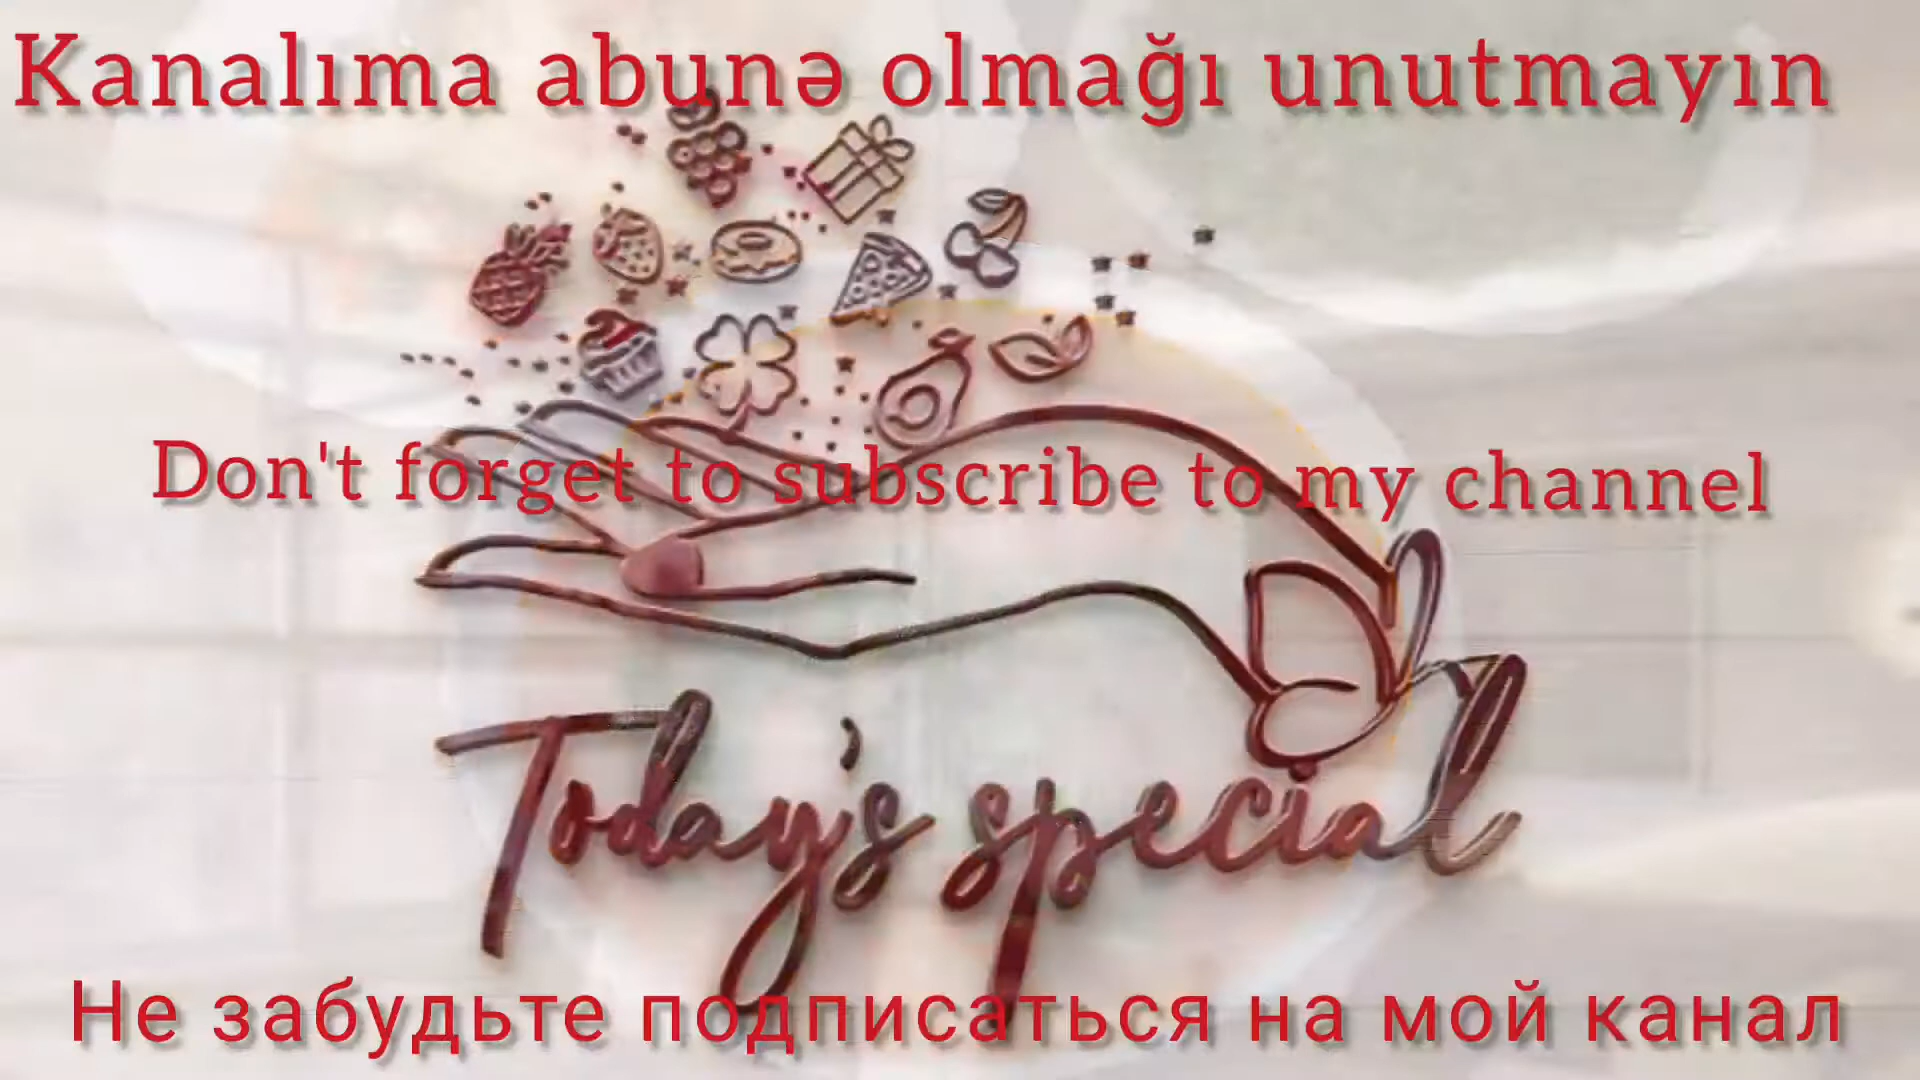 Kanalıma abunə olmağı unutmayın
Don't forget to subscribe to my channel
Today's special
Не забудьте подписаться на мой канал